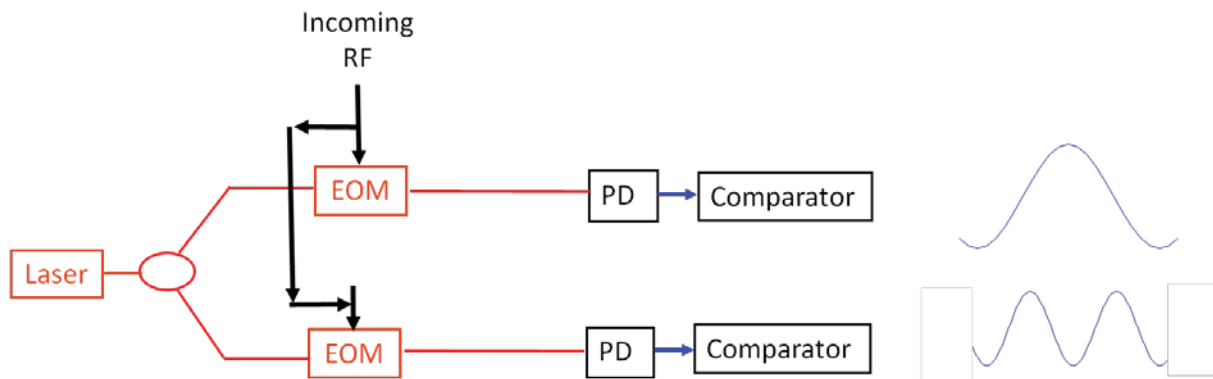 Incoming
RF
EOM
PD
Comparator
Laser
EOM
PD
Comparator